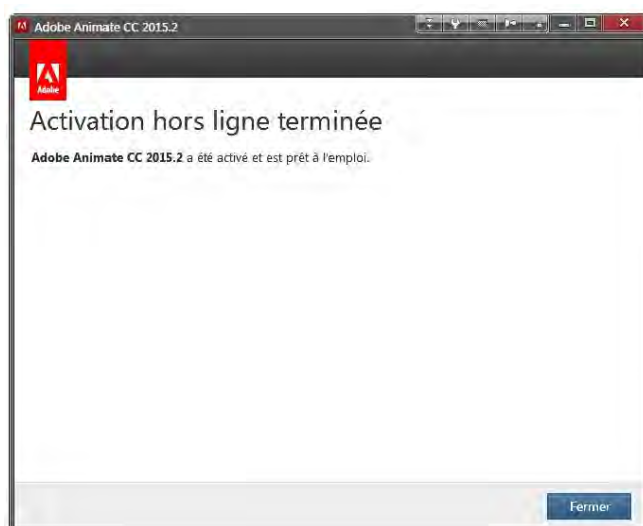 Adobe Animate CC 2015.2
Adobe
Activation hors ligne terminée
Adobe Animate CC 2015.2 a été activé et est prêt à l'emploi.
Fermer